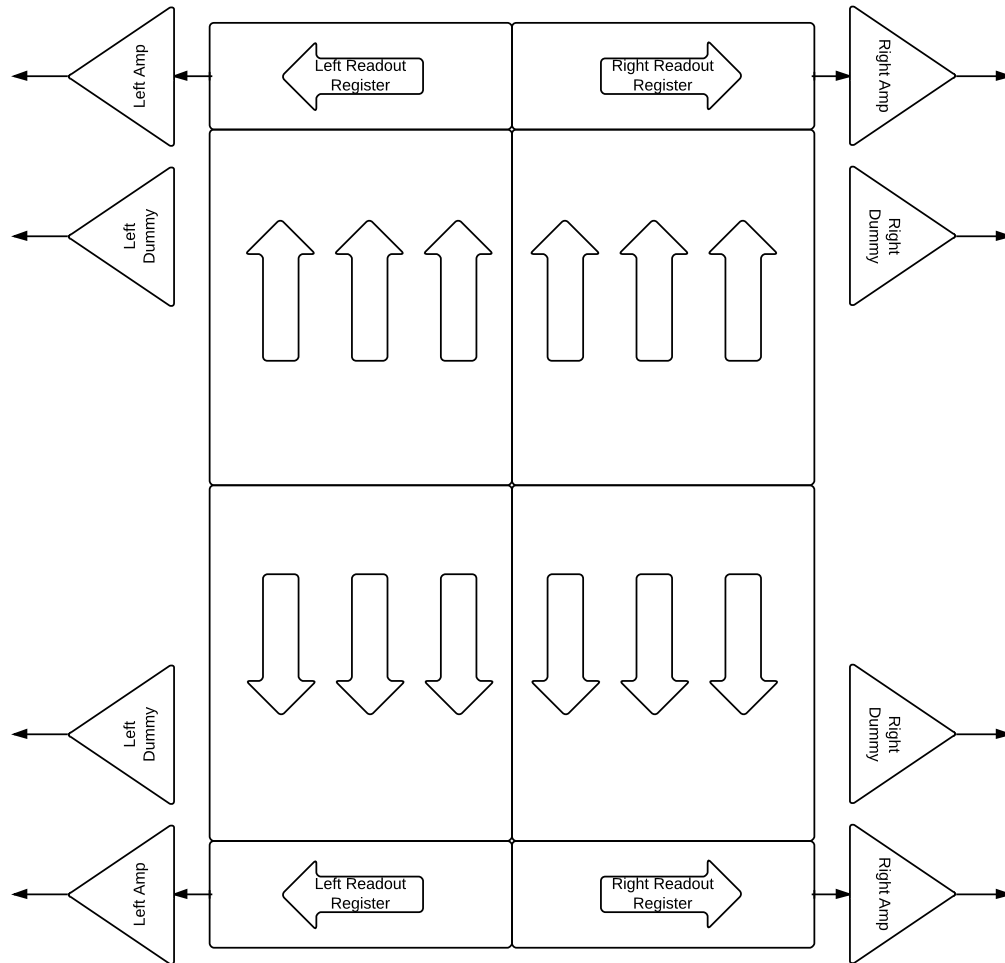 Left Amp
Left Readout
Register
Right Readout
Register
Right Amp
Left
Dummy
Right
Dummy
Left
Dummy
Right
Dummy
Left Amp
Left Readout
Register
Right Readout
Register
Right Amp